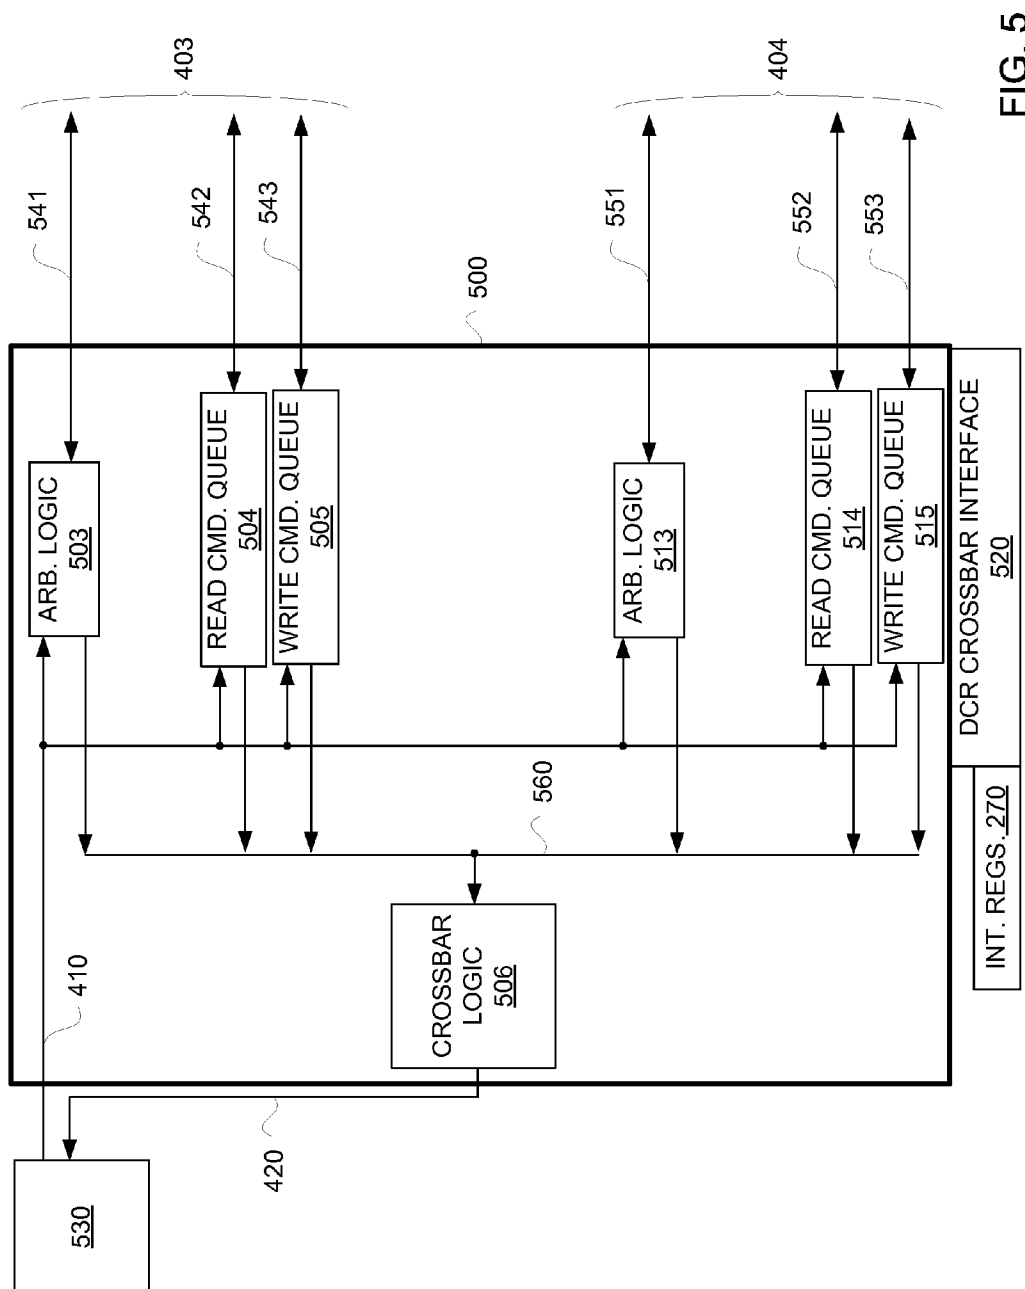 530
410
420
CROSSBAR
LOGIC
506
560
ARB. LOGIC
503
READ CMD. QUEUE
504
WRITE CMD. QUEUE
505
ARB. LOGIC
513
READ CMD. QUEUE
514
WRITE CMD. QUEUE
515
INT. REGS. 270
DCR CROSSBAR INTERFACE
520
500
541
542
543
551
552
553
403
404
FIG. 5